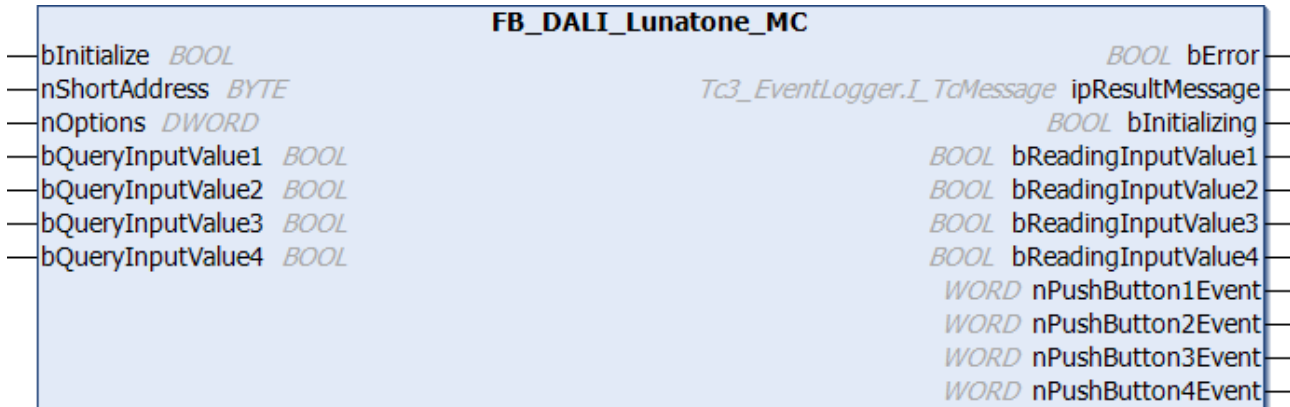 FB_DALI_Lunatone_MC
bInitialize BOOL BOOL bError
nShortAddress BYTE Tc3_EventLogger.I_TcMessage ipResultMessage
nOptions DWORD BOOL bInitializing
bQueryInputValue1 BOOL BOOL bReadingInputValue1
bQueryInputValue2 BOOL BOOL bReadingInputValue2
bQueryInputValue3 BOOL BOOL bReadingInputValue3
bQueryInputValue4 BOOL BOOL bReadingInputValue4
WORD nPushButton1Event
WORD nPushButton2Event
WORD nPushButton3Event
WORD nPushButton4Event